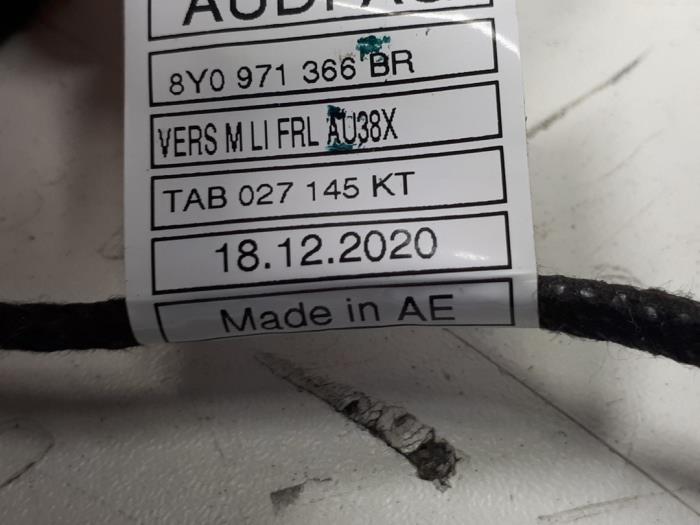 8Y0 971 366 BR
VERS M LI FRL AU38X
TAB 027 145 KT
18.12.2020
Made in AE